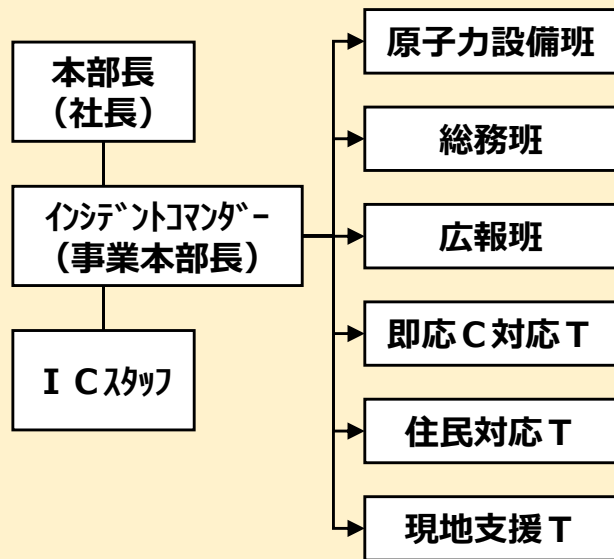 本部長
（社長）
ｲﾝｼﾃﾞﾝﾄｺﾏﾝﾀﾞｰ
（事業本部長）
ＩＣｽﾀｯﾌ
原子力設備班
総務班
広報班
即応Ｃ対応Ｔ
住民対応Ｔ
現地支援Ｔ